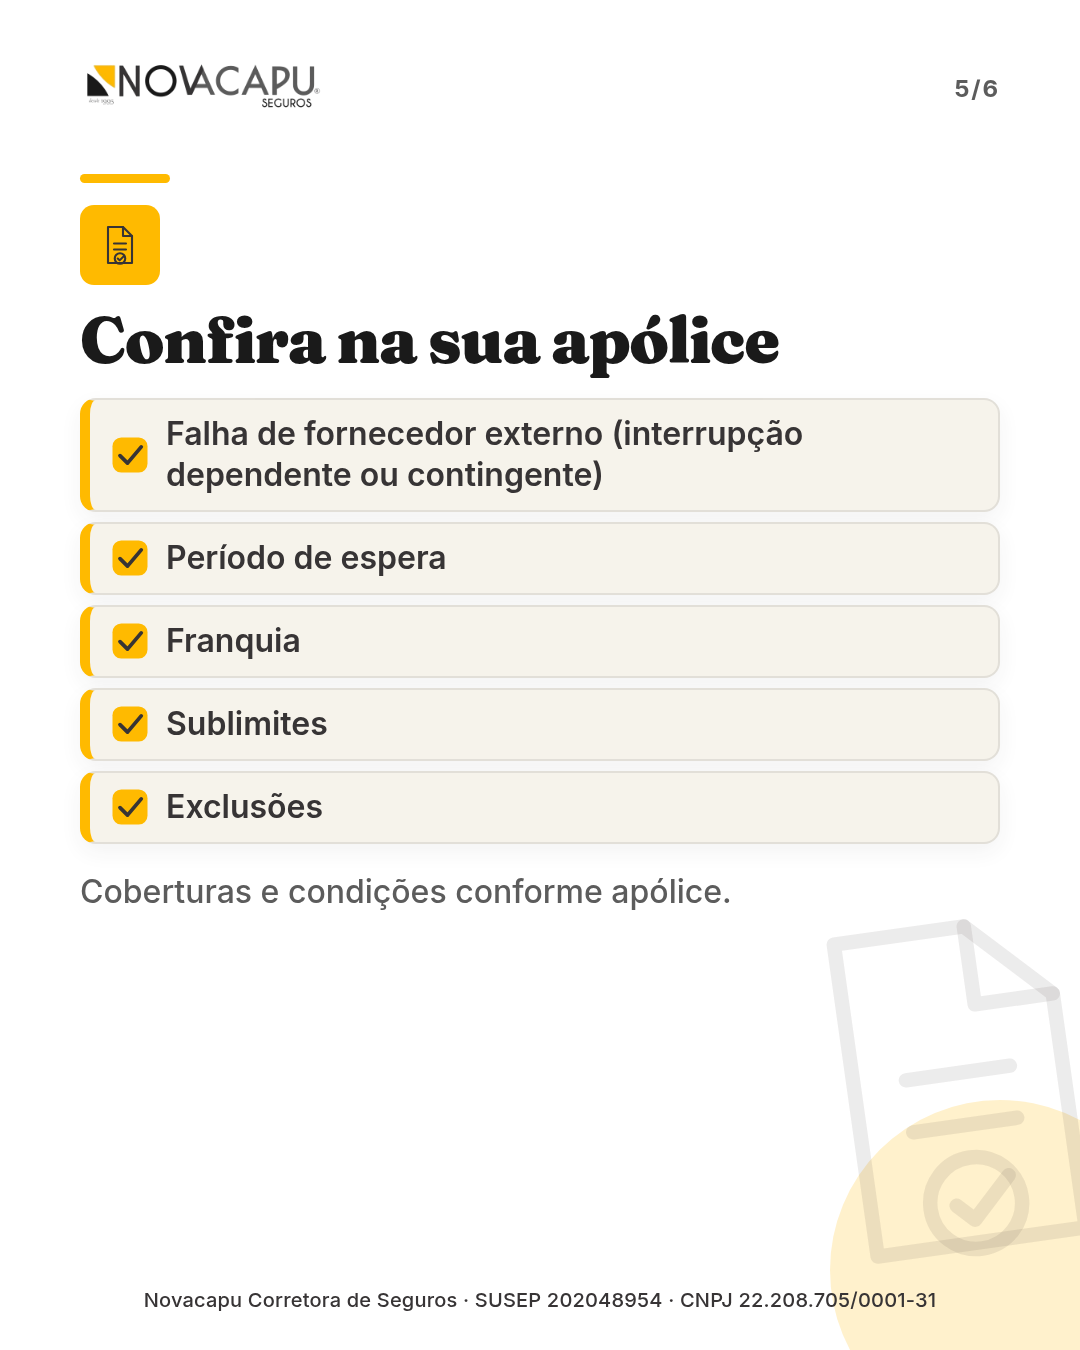 NOVACAPU®
SEGUROS
5/6
Confira na sua apólice
Falha de fornecedor externo (interrupção
dependente ou contingente)
Período de espera
Franquia
Sublimites
Exclusões
Coberturas e condições conforme apólice.
Novacapu Corretora de Seguros · SUSEP 202048954 · CNPJ 22.208.705/0001-31